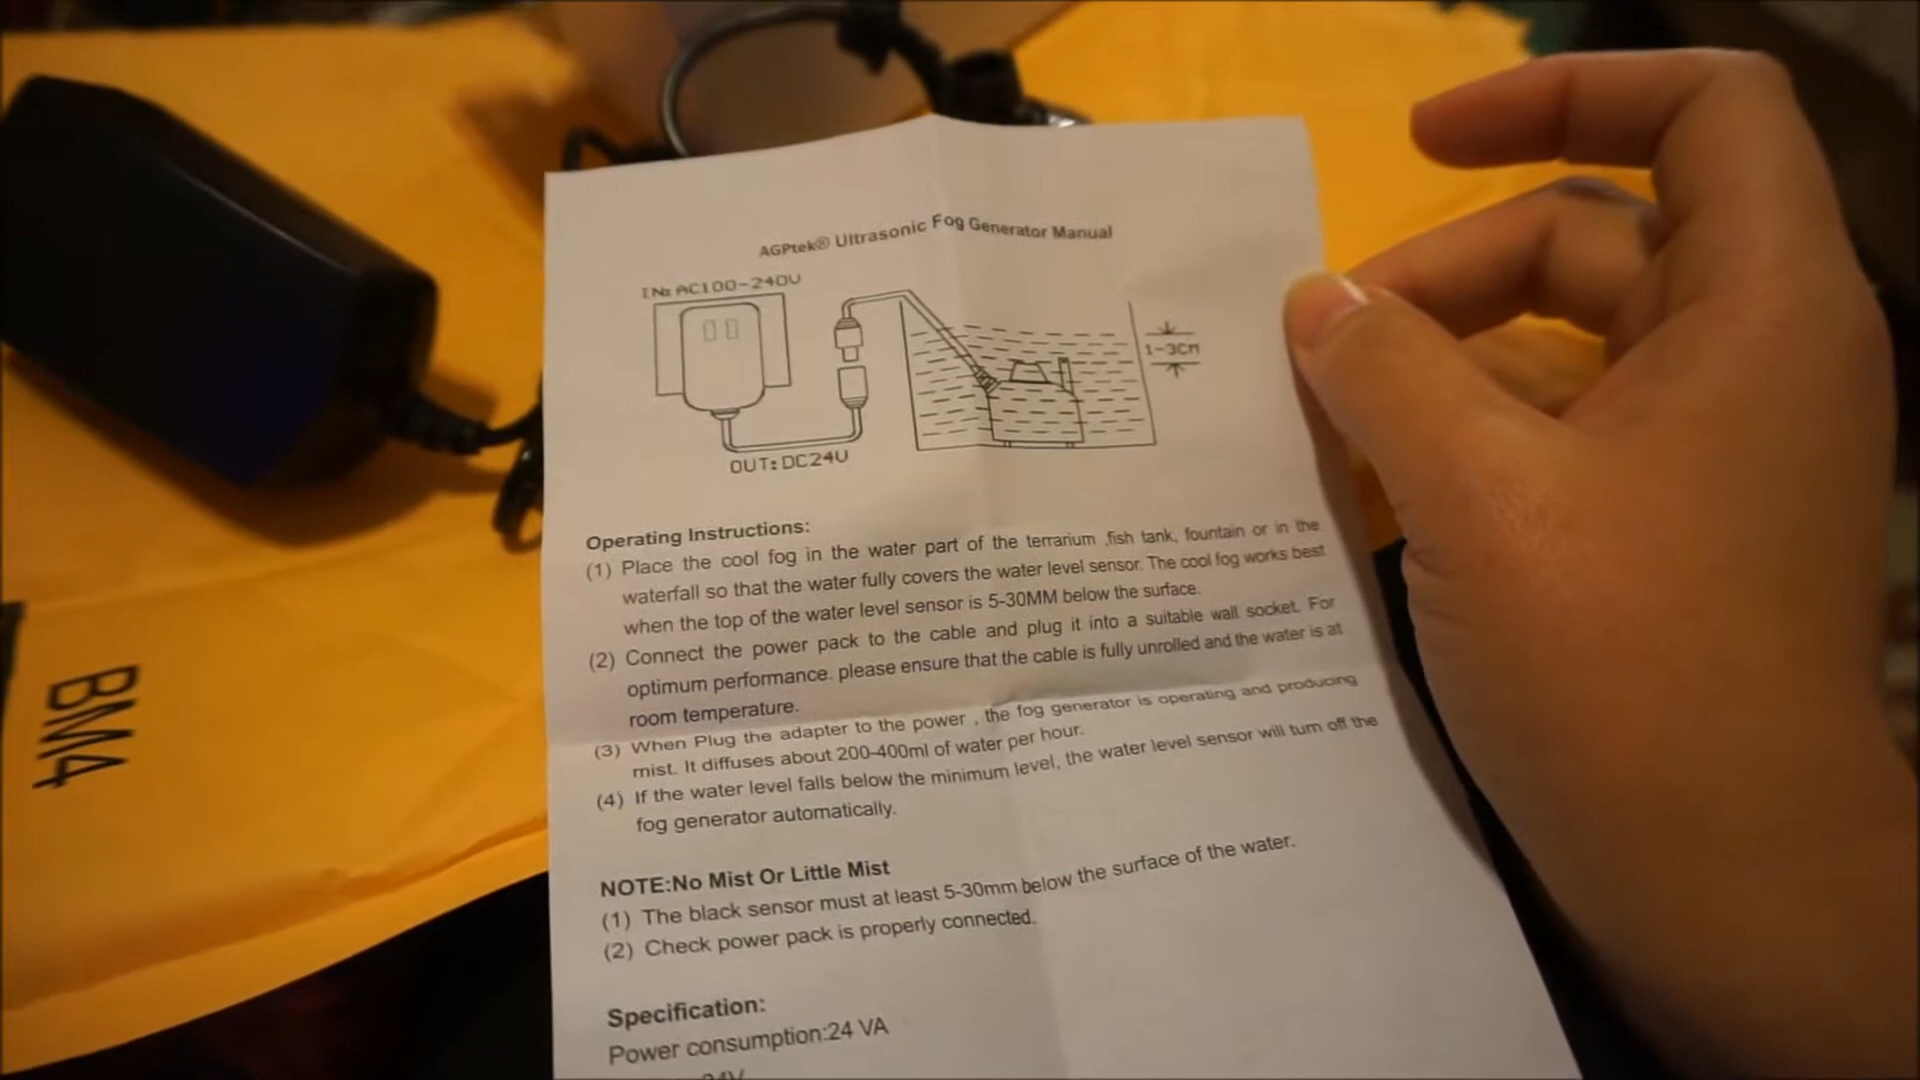 AGPtek® Ultrasonic Fog Generator Manual
IN: AC100-240V
1-3CM
OUT: DC24V
Operating Instructions:
(1) Place the cool fog in the water part of the terrarium ,fish tank, fountain or in the
waterfall so that the water fully covers the water level sensor. The cool fog works best
when the top of the water level sensor is 5-30MM below the surface.
(2) Connect the power pack to the cable and plug it into a suitable wall socket. For
optimum performance. please ensure that the cable is fully unrolled and the water is at
room temperature.
(3) When Plug the adapter to the power , the fog generator is operating and producing
mist. It diffuses about 200-400ml of water per hour.
(4) If the water level falls below the minimum level, the water level sensor will turn off the
fog generator automatically.
NOTE:No Mist Or Little Mist
(1) The black sensor must at least 5-30mm below the surface of the water.
(2) Check power pack is properly connected.
Specification:
Power consumption:24 VA
24V
BM4